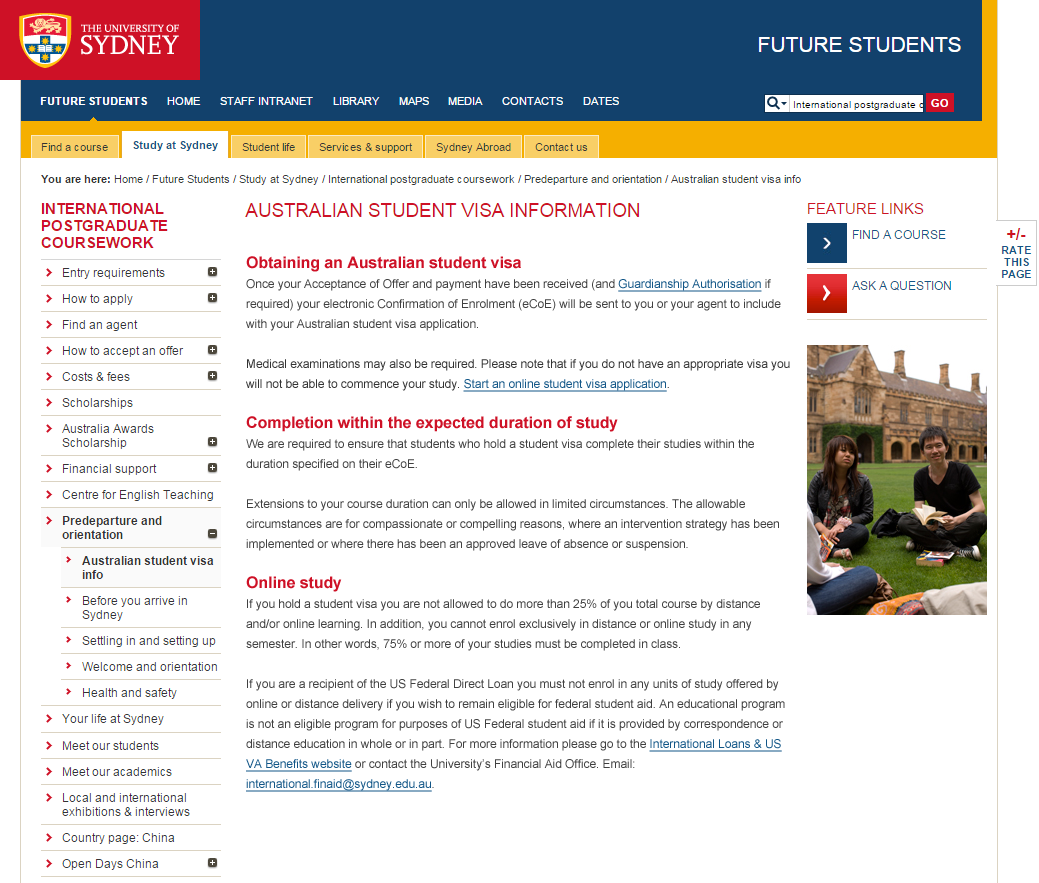 THE UNIVERSITY OF
SYDNEY
FUTURE STUDENTS
FUTURE STUDENTS HOME STAFF INTRANET LIBRARY MAPS MEDIA CONTACTS DATES
International postgraduate c GO
Find a course Study at Sydney Student life Services & support Sydney Abroad Contact us
You are here: Home / Future Students / Study at Sydney / International postgraduate coursework / Predeparture and orientation / Australian student visa info
INTERNATIONAL
POSTGRADUATE
COURSEWORK
Entry requirements
How to apply
Find an agent
How to accept an offer
Costs & fees
Scholarships
Australia Awards
Scholarship
Financial support
Centre for English Teaching
Predeparture and
orientation
Australian student visa
info
Before you arrive in
Sydney
Settling in and setting up
Welcome and orientation
Health and safety
Your life at Sydney
Meet our students
Meet our academics
Local and international
exhibitions & interviews
Country page: China
Open Days China
AUSTRALIAN STUDENT VISA INFORMATION
Obtaining an Australian student visa
Once your Acceptance of Offer and payment have been received (and Guardianship Authorisation if
required) your electronic Confirmation of Enrolment (eCoE) will be sent to you or your agent to include
with your Australian student visa application.
Medical examinations may also be required. Please note that if you do not have an appropriate visa you
will not be able to commence your study. Start an online student visa application.
Completion within the expected duration of study
We are required to ensure that students who hold a student visa complete their studies within the
duration specified on their eCoE.
Extensions to your course duration can only be allowed in limited circumstances. The allowable
circumstances are for compassionate or compelling reasons, where an intervention strategy has been
implemented or where there has been an approved leave of absence or suspension.
Online study
If you hold a student visa you are not allowed to do more than 25% of you total course by distance
and/or online learning. In addition, you cannot enrol exclusively in distance or online study in any
semester. In other words, 75% or more of your studies must be completed in class.
If you are a recipient of the US Federal Direct Loan you must not enrol in any units of study offered by
online or distance delivery if you wish to remain eligible for federal student aid. An educational program
is not an eligible program for purposes of US Federal student aid if it is provided by correspondence or
distance education in whole or in part. For more information please go to the International Loans & US
VA Benefits website or contact the University's Financial Aid Office. Email:
international.finaid@sydney.edu.au.
FEATURE LINKS
FIND A COURSE
ASK A QUESTION
+/-
RATE
THIS
PAGE